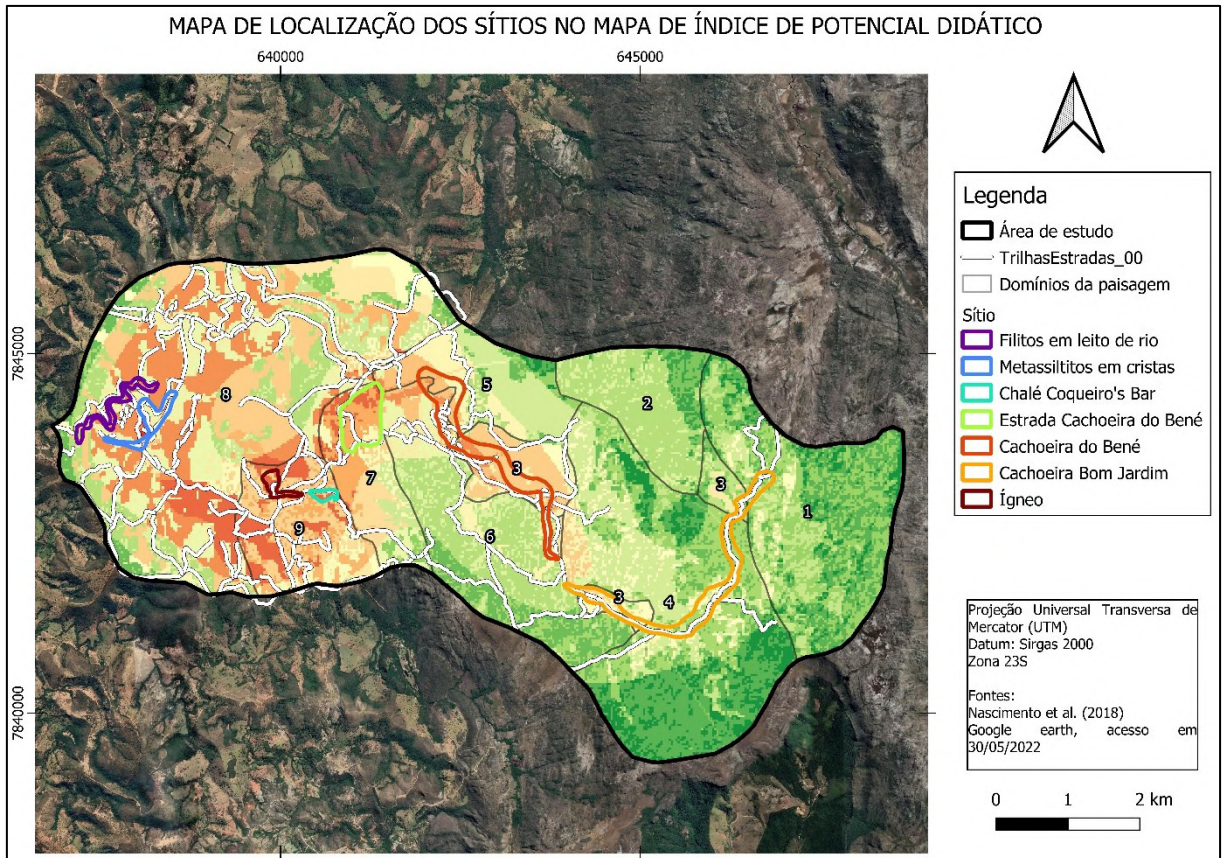 MAPA DE LOCALIZAÇÃO DOS SÍTIOS NO MAPA DE ÍNDICE DE POTENCIAL DIDÁTICO
640000
645000
7845000
7840000
5
2
8
3
3
7
1
6
9
3
4
Legenda
Área de estudo
TrilhasEstradas_00
Domínios da paisagem
Sítio
Filitos em leito de rio
Metassiltitos em cristas
Chalé Coqueiro's Bar
Estrada Cachoeira do Bené
Cachoeira do Bené
Cachoeira Bom Jardim
Ígneo
Projeção Universal Transversa de
Mercator (UTM)
Datum: Sirgas 2000
Zona 23S
Fontes:
Nascimento et al. (2018)
Google earth, acesso em
30/05/2022
0 1 2 km